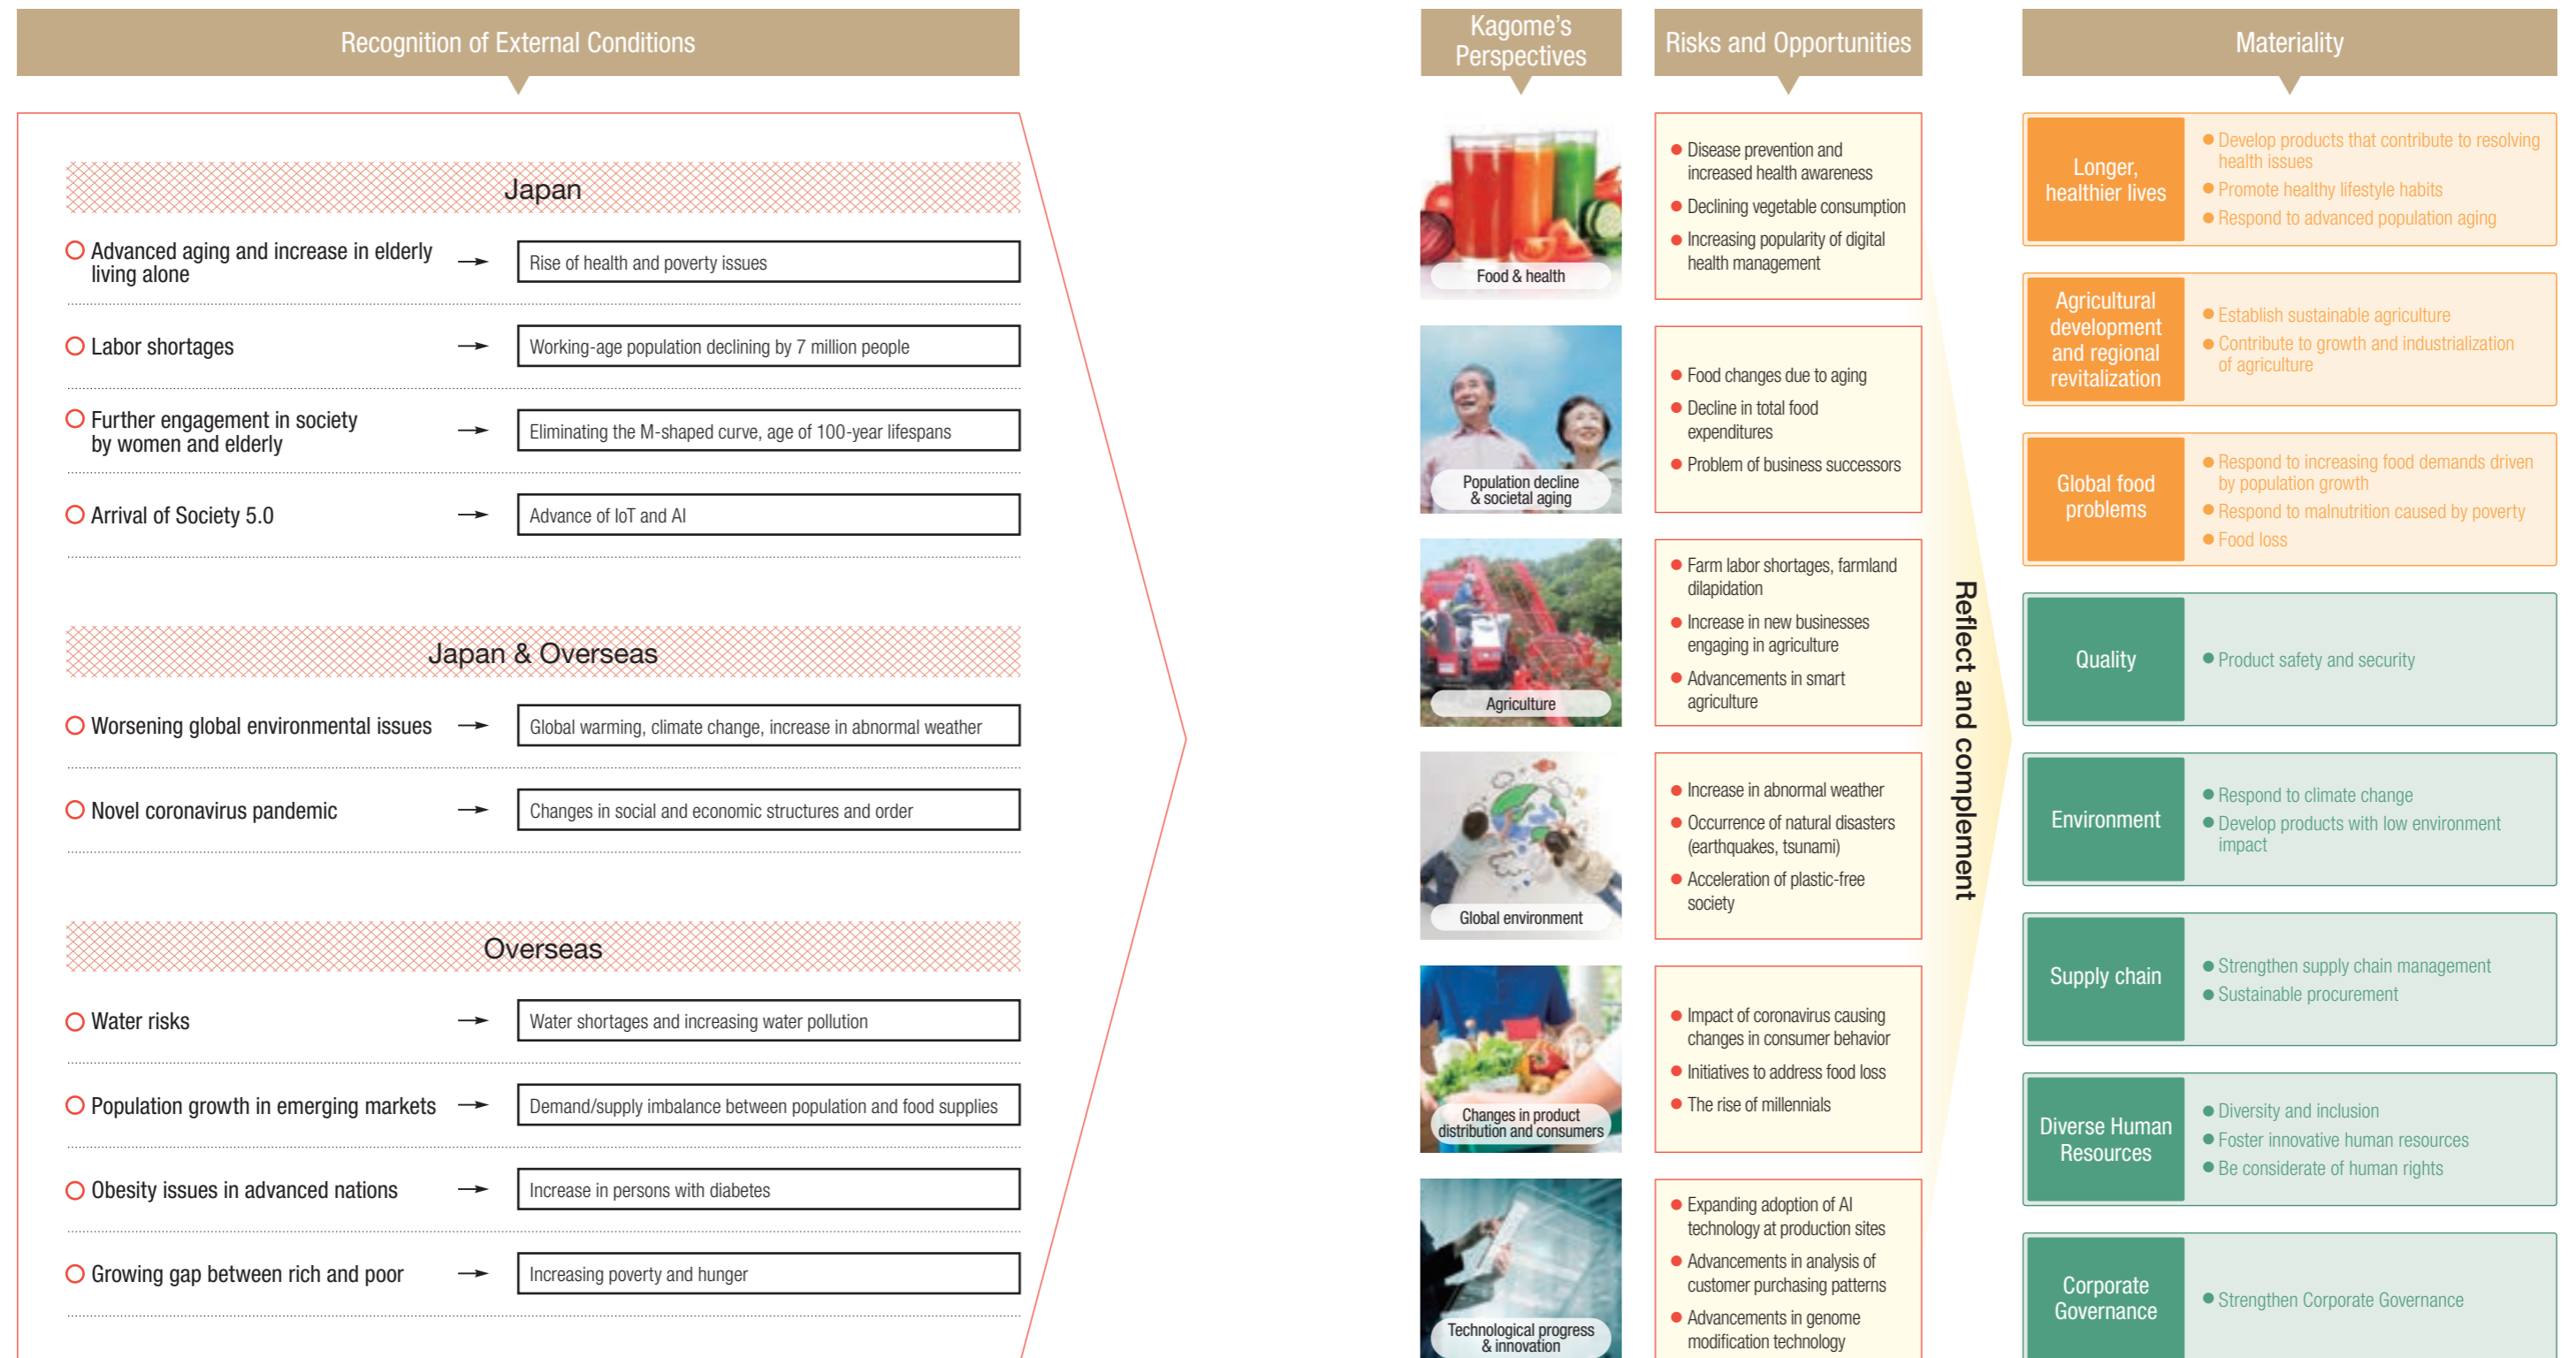 Recognition of External Conditions
Japan
Advanced aging and increase in elderly
living alone
Rise of health and poverty issues
Labor shortages
Working-age population declining by 7 million people
Further engagement in society
by women and elderly
Eliminating the M-shaped curve, age of 100-year lifespans
Arrival of Society 5.0
Advance of IoT and AI
Japan & Overseas
Worsening global environmental issues
Global warming, climate change, increase in abnormal weather
Novel coronavirus pandemic
Changes in social and economic structures and order
Overseas
Water risks
Water shortages and increasing water pollution
Population growth in emerging markets
Demand/supply imbalance between population and food supplies
Obesity issues in advanced nations
Increase in persons with diabetes
Growing gap between rich and poor
Increasing poverty and hunger
Kagome's
Perspectives
Risks and Opportunities
Food & health
Disease prevention and
increased health awareness
Declining vegetable consumption
Increasing popularity of digital
health management
Population decline
& societal aging
Food changes due to aging
Decline in total food
expenditures
Problem of business successors
Agriculture
Farm labor shortages, farmland
dilapidation
Increase in new businesses
engaging in agriculture
Advancements in smart
agriculture
Global environment
Increase in abnormal weather
Occurrence of natural disasters
(earthquakes, tsunami)
Acceleration of plastic-free
society
Changes in product
distribution and consumers
Impact of coronavirus causing
changes in consumer behavior
Initiatives to address food loss
The rise of millennials
Technological progress
& innovation
Expanding adoption of AI
technology at production sites
Advancements in analysis of
customer purchasing patterns
Advancements in genome
modification technology
Reflect and complement
Materiality
Longer,
healthier lives
Develop products that contribute to resolving
health issues
Promote healthy lifestyle habits
Respond to advanced population aging
Agricultural
development
and regional
revitalization
Establish sustainable agriculture
Contribute to growth and industrialization
of agriculture
Global food
problems
Respond to increasing food demands driven
by population growth
Respond to malnutrition caused by poverty
Food loss
Quality
Product safety and security
Environment
Respond to climate change
Develop products with low environment
impact
Supply chain
Strengthen supply chain management
Sustainable procurement
Diverse Human
Resources
Diversity and inclusion
Foster innovative human resources
Be considerate of human rights
Corporate
Governance
Strengthen Corporate Governance